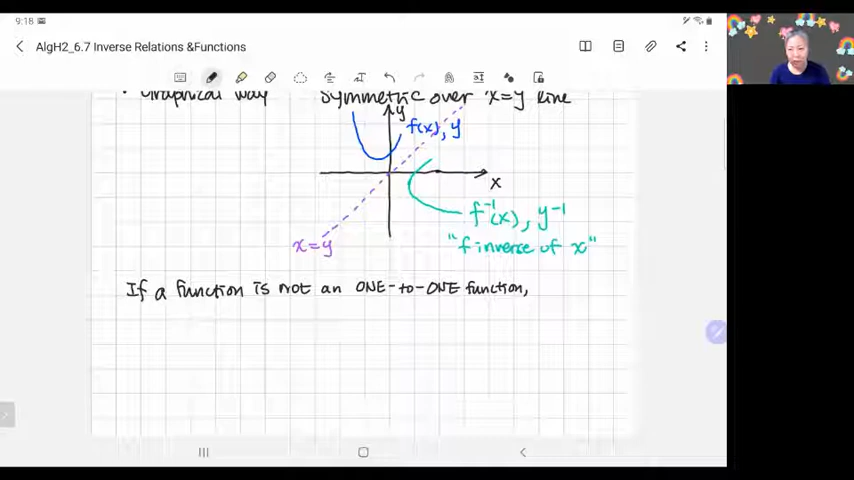 9:18
AlgH2_6.7 Inverse Relations &Functions
• Graphical way Symmetric over x=y line
y
f(x), y
x
f⁻¹(x), y⁻¹
x=y
"f inverse of x"
If a function is not an ONE-to-ONE function,